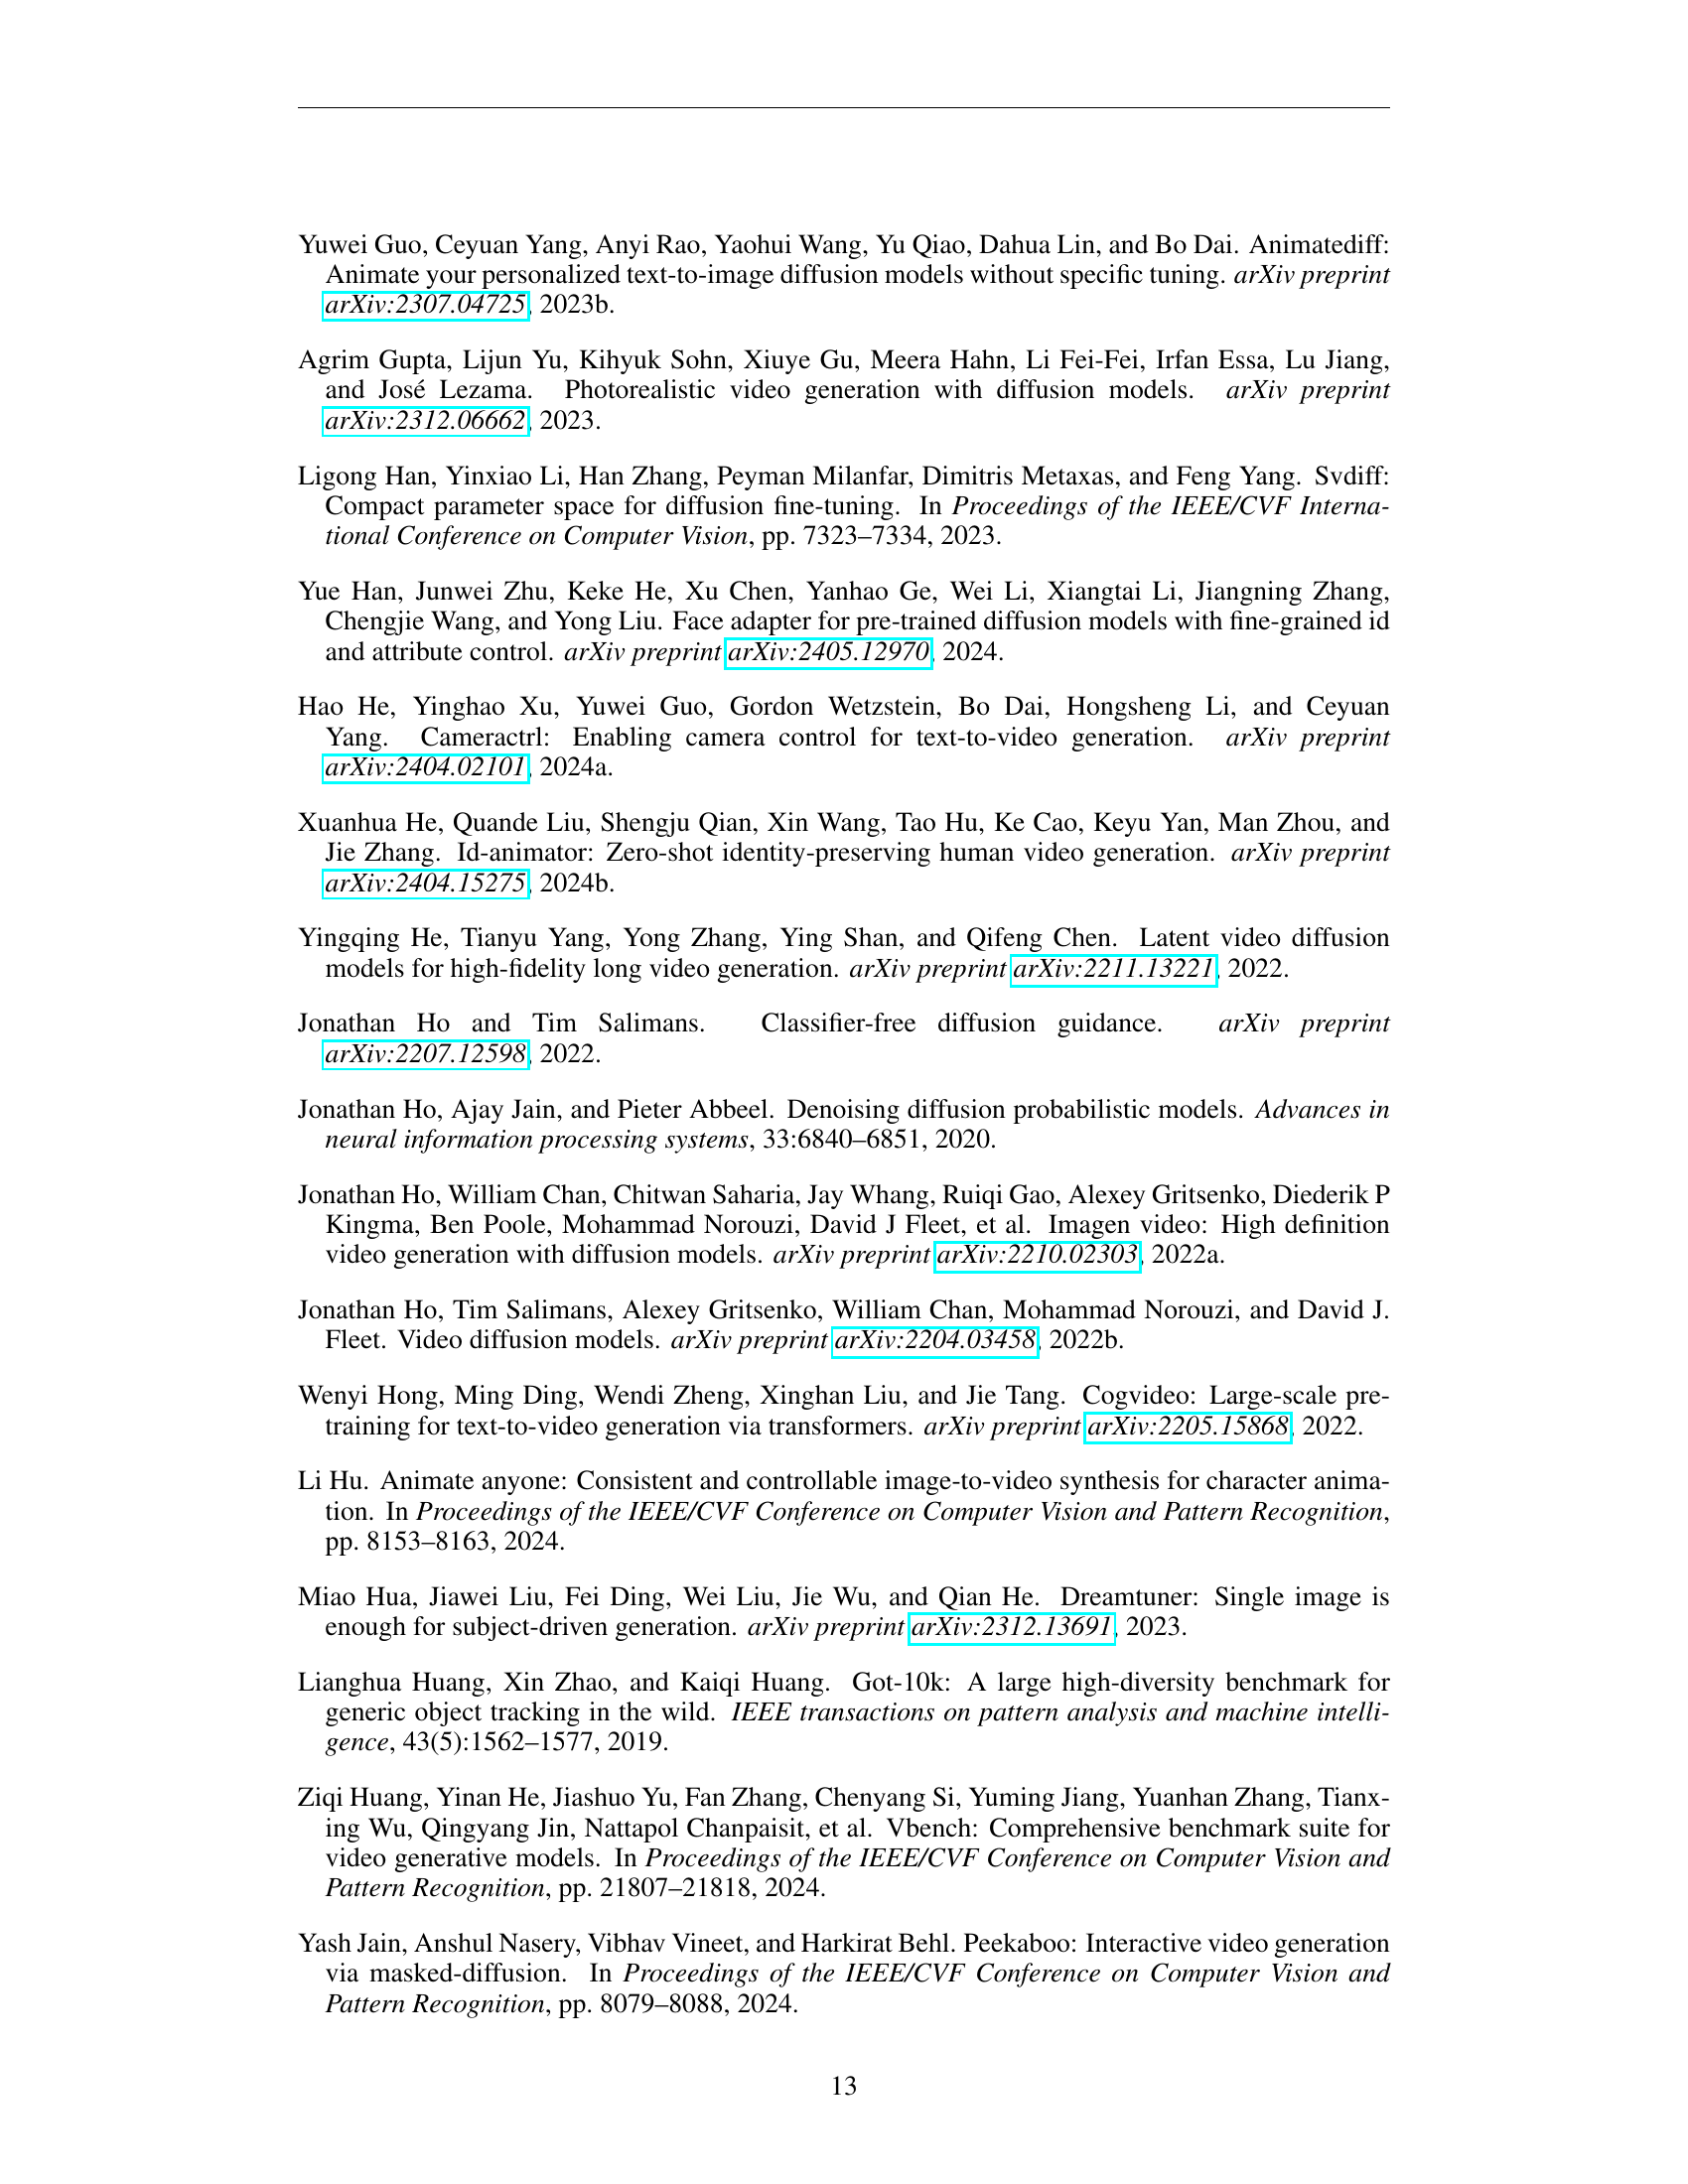 Yuwei Guo, Ceyuan Yang, Anyi Rao, Yaohui Wang, Yu Qiao, Dahua Lin, and Bo Dai. Animatediff:
Animate your personalized text-to-image diffusion models without specific tuning. arXiv preprint
arXiv:2307.04725, 2023b.
Agrim Gupta, Lijun Yu, Kihyuk Sohn, Xiuye Gu, Meera Hahn, Li Fei-Fei, Irfan Essa, Lu Jiang,
and José Lezama. Photorealistic video generation with diffusion models. arXiv preprint
arXiv:2312.06662, 2023.
Ligong Han, Yinxiao Li, Han Zhang, Peyman Milanfar, Dimitris Metaxas, and Feng Yang. Svdiff:
Compact parameter space for diffusion fine-tuning. In Proceedings of the IEEE/CVF Interna-
tional Conference on Computer Vision, pp. 7323–7334, 2023.
Yue Han, Junwei Zhu, Keke He, Xu Chen, Yanhao Ge, Wei Li, Xiangtai Li, Jiangning Zhang,
Chengjie Wang, and Yong Liu. Face adapter for pre-trained diffusion models with fine-grained id
and attribute control. arXiv preprint arXiv:2405.12970, 2024.
Hao He, Yinghao Xu, Yuwei Guo, Gordon Wetzstein, Bo Dai, Hongsheng Li, and Ceyuan
Yang. Cameractrl: Enabling camera control for text-to-video generation. arXiv preprint
arXiv:2404.02101, 2024a.
Xuanhua He, Quande Liu, Shengju Qian, Xin Wang, Tao Hu, Ke Cao, Keyu Yan, Man Zhou, and
Jie Zhang. Id-animator: Zero-shot identity-preserving human video generation. arXiv preprint
arXiv:2404.15275, 2024b.
Yingqing He, Tianyu Yang, Yong Zhang, Ying Shan, and Qifeng Chen. Latent video diffusion
models for high-fidelity long video generation. arXiv preprint arXiv:2211.13221, 2022.
Jonathan Ho and Tim Salimans. Classifier-free diffusion guidance. arXiv preprint
arXiv:2207.12598, 2022.
Jonathan Ho, Ajay Jain, and Pieter Abbeel. Denoising diffusion probabilistic models. Advances in
neural information processing systems, 33:6840–6851, 2020.
Jonathan Ho, William Chan, Chitwan Saharia, Jay Whang, Ruiqi Gao, Alexey Gritsenko, Diederik P
Kingma, Ben Poole, Mohammad Norouzi, David J Fleet, et al. Imagen video: High definition
video generation with diffusion models. arXiv preprint arXiv:2210.02303, 2022a.
Jonathan Ho, Tim Salimans, Alexey Gritsenko, William Chan, Mohammad Norouzi, and David J.
Fleet. Video diffusion models. arXiv preprint arXiv:2204.03458, 2022b.
Wenyi Hong, Ming Ding, Wendi Zheng, Xinghan Liu, and Jie Tang. Cogvideo: Large-scale pre-
training for text-to-video generation via transformers. arXiv preprint arXiv:2205.15868, 2022.
Li Hu. Animate anyone: Consistent and controllable image-to-video synthesis for character anima-
tion. In Proceedings of the IEEE/CVF Conference on Computer Vision and Pattern Recognition,
pp. 8153–8163, 2024.
Miao Hua, Jiawei Liu, Fei Ding, Wei Liu, Jie Wu, and Qian He. Dreamtuner: Single image is
enough for subject-driven generation. arXiv preprint arXiv:2312.13691, 2023.
Lianghua Huang, Xin Zhao, and Kaiqi Huang. Got-10k: A large high-diversity benchmark for
generic object tracking in the wild. IEEE transactions on pattern analysis and machine intelli-
gence, 43(5):1562–1577, 2019.
Ziqi Huang, Yinan He, Jiashuo Yu, Fan Zhang, Chenyang Si, Yuming Jiang, Yuanhan Zhang, Tianx-
ing Wu, Qingyang Jin, Nattapol Chanpaisit, et al. Vbench: Comprehensive benchmark suite for
video generative models. In Proceedings of the IEEE/CVF Conference on Computer Vision and
Pattern Recognition, pp. 21807–21818, 2024.
Yash Jain, Anshul Nasery, Vibhav Vineet, and Harkirat Behl. Peekaboo: Interactive video generation
via masked-diffusion. In Proceedings of the IEEE/CVF Conference on Computer Vision and
Pattern Recognition, pp. 8079–8088, 2024.
13